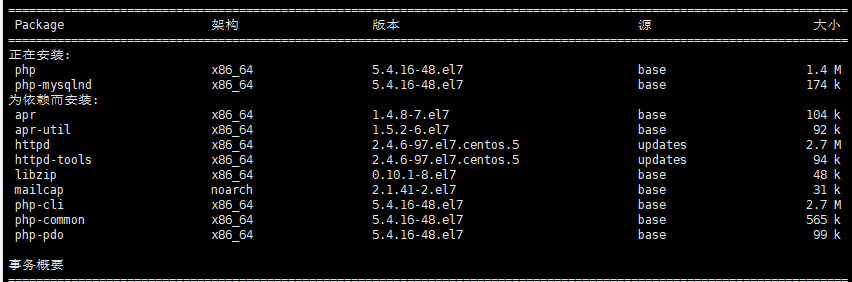 ================================================================================
Package 架构 版本 源 大小
================================================================================
正在安装:
php x86_64 5.4.16-48.el7 base 1.4 M
php-mysqlnd x86_64 5.4.16-48.el7 base 174 k
为依赖而安装:
apr x86_64 1.4.8-7.el7 base 104 k
apr-util x86_64 1.5.2-6.el7 base 92 k
httpd x86_64 2.4.6-97.el7.centos.5 updates 2.7 M
httpd-tools x86_64 2.4.6-97.el7.centos.5 updates 94 k
libzip x86_64 0.10.1-8.el7 base 48 k
mailcap noarch 2.1.41-2.el7 base 31 k
php-cli x86_64 5.4.16-48.el7 base 2.7 M
php-common x86_64 5.4.16-48.el7 base 565 k
php-pdo x86_64 5.4.16-48.el7 base 99 k
事务概要
================================================================================